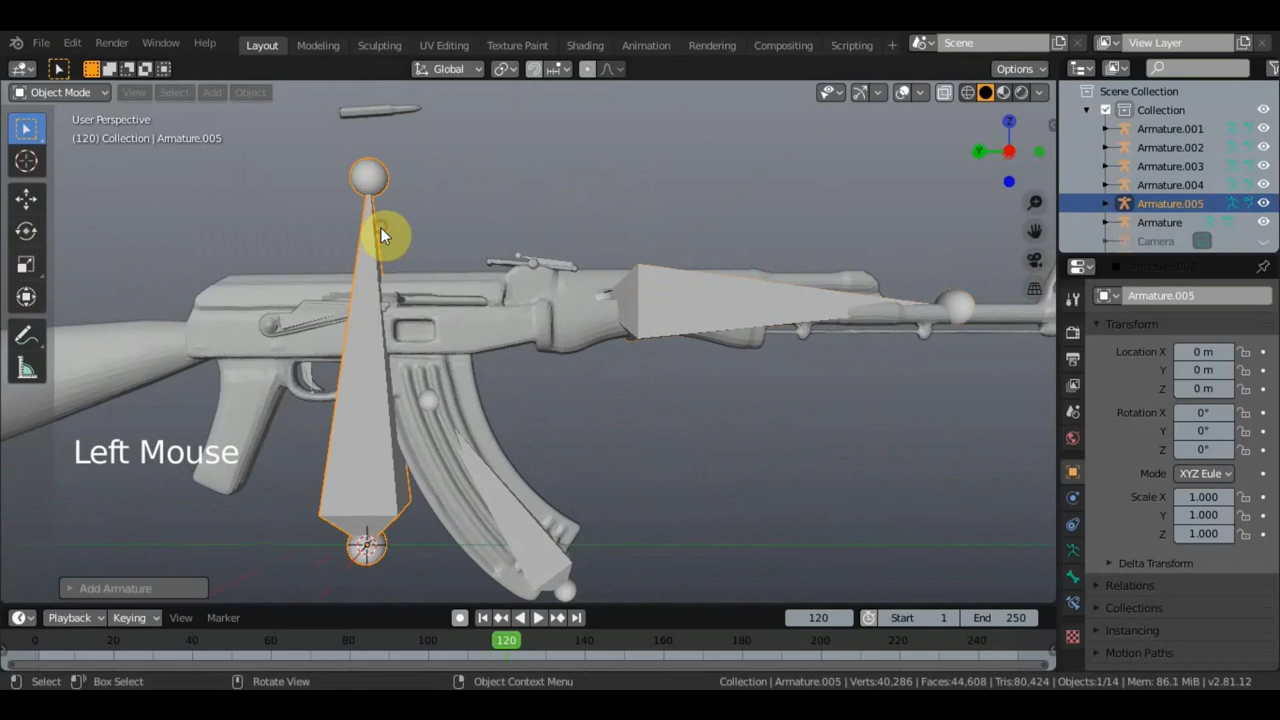 File Edit Render Window Help Layout Modeling Sculpting UV Editing Texture Paint Shading Animation Rendering Compositing Scripting + Scene View Layer
Global Options
Object Mode View Select Add Object
Scene Collection
Collection
Armature.001
Armature.002
Armature.003
Armature.004
Armature.005
Armature
Camera
User Perspective
(120) Collection | Armature.005
Z
Y
Armature.005
Transform
Location X 0 m
Y 0 m
Z 0 m
Rotation X 0°
Y 0°
Z 0°
Mode XYZ Eule
Scale X 1.000
Y 1.000
Z 1.000
Delta Transform
Relations
Collections
Instancing
Motion Paths
Left Mouse
Add Armature
Playback Keying View Marker 120 Start 1 End 250
0 20 40 60 80 100 120 140 160 180 200 220 240
Select Box Select Rotate View Object Context Menu Collection | Armature.005 | Verts:40,286 | Faces:44,608 | Tris:80,424 | Objects:1/14 | Mem: 86.1 MiB | v2.81.12